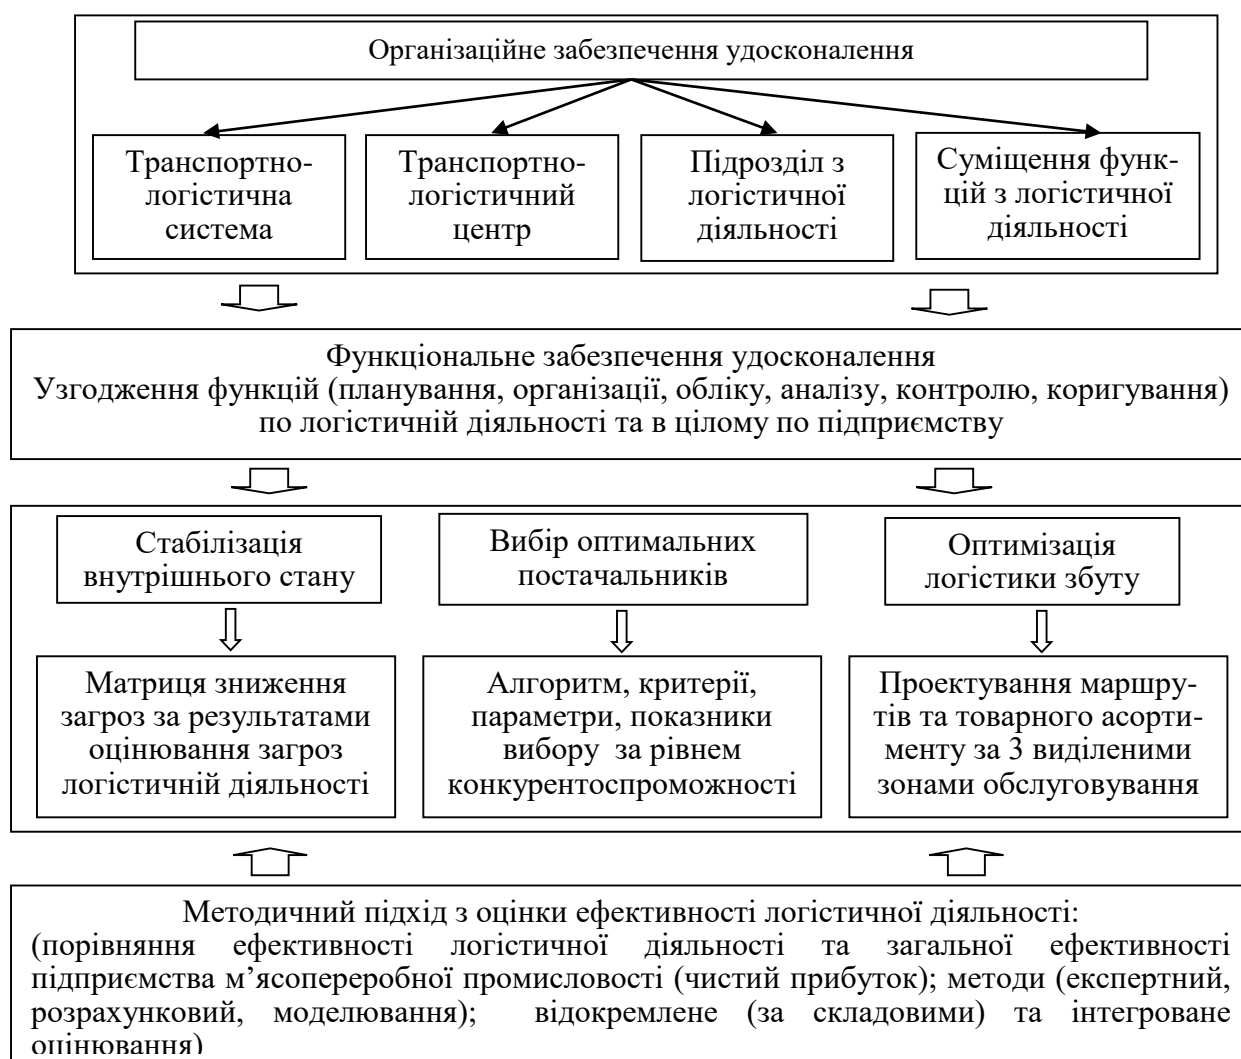 Організаційне забезпечення удосконалення
Транспортно-
логістична
система
Транспортно-
логістичний
центр
Підрозділ з
логістичної
діяльності
Суміщення функ-
цій з логістичної
діяльності
Функціональне забезпечення удосконалення
Узгодження функцій (планування, організації, обліку, аналізу, контролю, коригування)
по логістичній діяльності та в цілому по підприємству
Стабілізація
внутрішнього стану
Вибір оптимальних
постачальників
Оптимізація
логістики збуту
Матриця зниження
загроз за результатами
оцінювання загроз
логістичній діяльності
Алгоритм, критерії,
параметри, показники
вибору за рівнем
конкурентоспроможності
Проектування маршру-
тів та товарного асорти-
менту за 3 виділеними
зонами обслуговування
Методичний підхід з оцінки ефективності логістичної діяльності:
(порівняння ефективності логістичної діяльності та загальної ефективності
підприємства м’ясопереробної промисловості (чистий прибуток); методи (експертний,
розрахунковий, моделювання); відокремлене (за складовими) та інтегроване
оцінювання)